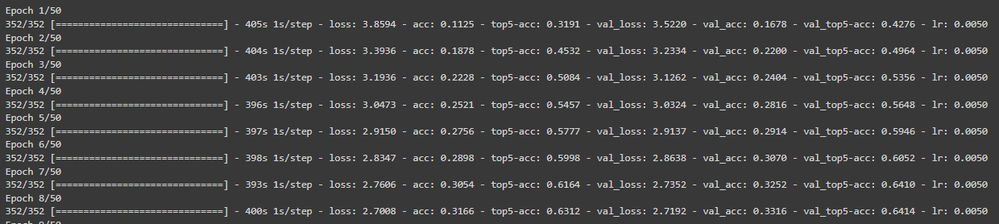 Epoch 1/50
352/352 [==============================] - 405s 1s/step - loss: 3.8594 - acc: 0.1125 - top5-acc: 0.3191 - val_loss: 3.5220 - val_acc: 0.1678 - val_top5-acc: 0.4276 - lr: 0.0050
Epoch 2/50
352/352 [==============================] - 404s 1s/step - loss: 3.3936 - acc: 0.1878 - top5-acc: 0.4532 - val_loss: 3.2334 - val_acc: 0.2200 - val_top5-acc: 0.4964 - lr: 0.0050
Epoch 3/50
352/352 [==============================] - 403s 1s/step - loss: 3.1936 - acc: 0.2228 - top5-acc: 0.5084 - val_loss: 3.1262 - val_acc: 0.2404 - val_top5-acc: 0.5356 - lr: 0.0050
Epoch 4/50
352/352 [==============================] - 396s 1s/step - loss: 3.0473 - acc: 0.2521 - top5-acc: 0.5457 - val_loss: 3.0324 - val_acc: 0.2816 - val_top5-acc: 0.5648 - lr: 0.0050
Epoch 5/50
352/352 [==============================] - 397s 1s/step - loss: 2.9150 - acc: 0.2756 - top5-acc: 0.5777 - val_loss: 2.9137 - val_acc: 0.2914 - val_top5-acc: 0.5946 - lr: 0.0050
Epoch 6/50
352/352 [==============================] - 398s 1s/step - loss: 2.8347 - acc: 0.2898 - top5-acc: 0.5998 - val_loss: 2.8638 - val_acc: 0.3070 - val_top5-acc: 0.6052 - lr: 0.0050
Epoch 7/50
352/352 [==============================] - 393s 1s/step - loss: 2.7606 - acc: 0.3054 - top5-acc: 0.6164 - val_loss: 2.7352 - val_acc: 0.3252 - val_top5-acc: 0.6410 - lr: 0.0050
Epoch 8/50
352/352 [==============================] - 400s 1s/step - loss: 2.7008 - acc: 0.3166 - top5-acc: 0.6312 - val_loss: 2.7192 - val_acc: 0.3316 - val_top5-acc: 0.6414 - lr: 0.0050